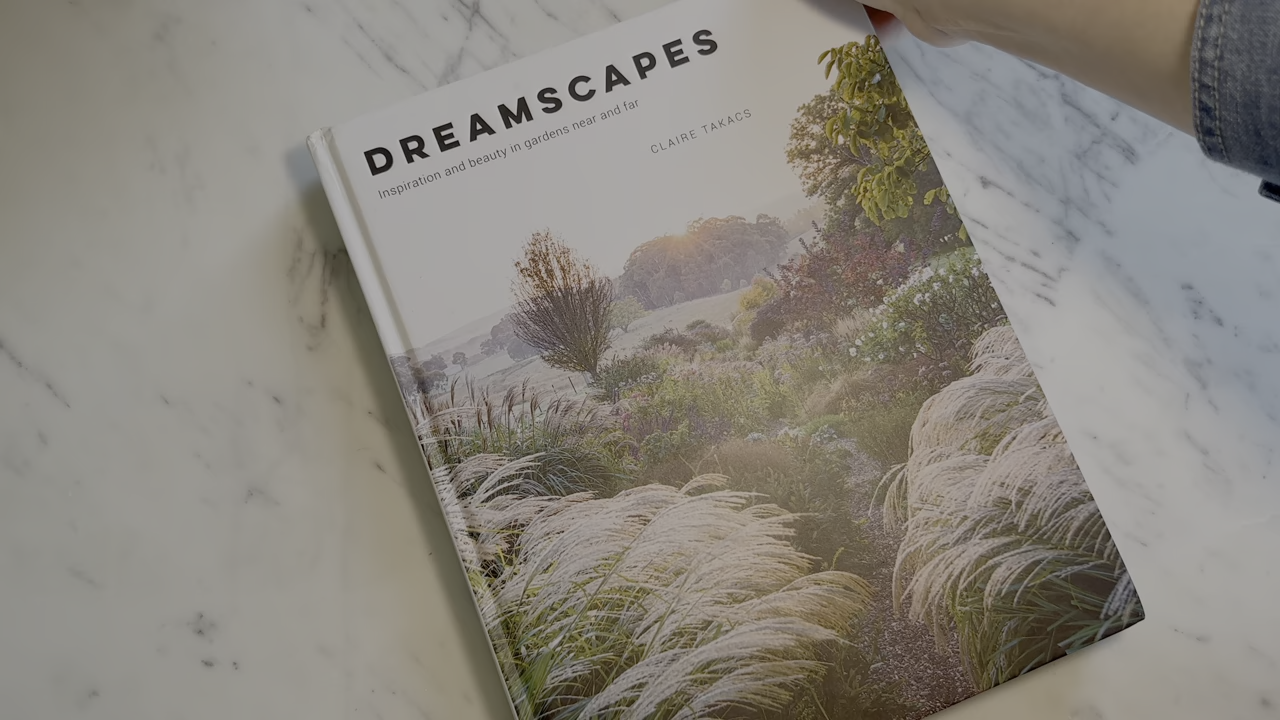 DREAMSCAPES
Inspiration and beauty in gardens near and far
CLAIRE TAKACS